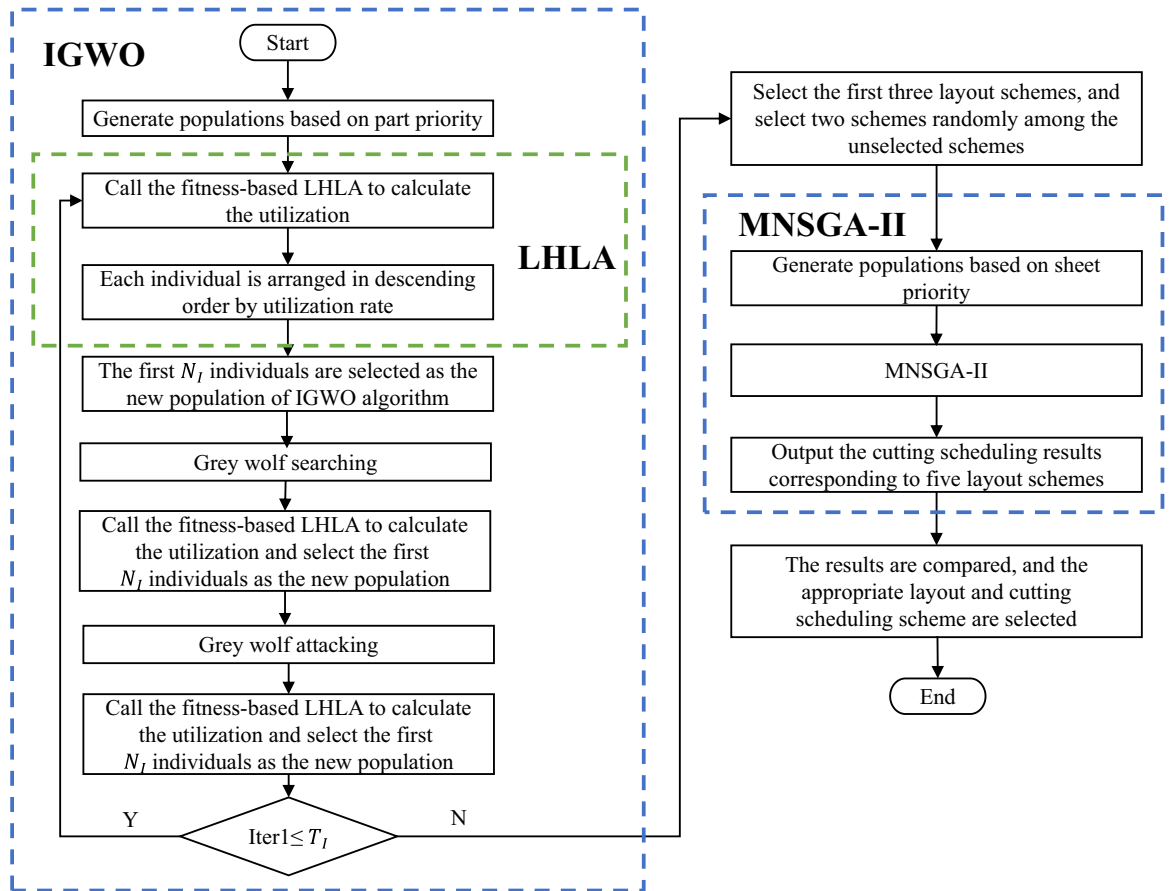 IGWO
Start
Generate populations based on part priority
Call the fitness-based LHLA to calculate
the utilization
LHLA
Each individual is arranged in descending
order by utilization rate
The first N_I individuals are selected as the
new population of IGWO algorithm
Grey wolf searching
Call the fitness-based LHLA to calculate
the utilization and select the first
N_I individuals as the new population
Grey wolf attacking
Call the fitness-based LHLA to calculate
the utilization and select the first
N_I individuals as the new population
Y
Iter1≤ T_I
N
Select the first three layout schemes, and
select two schemes randomly among the
unselected schemes
MNSGA-II
Generate populations based on sheet
priority
MNSGA-II
Output the cutting scheduling results
corresponding to five layout schemes
The results are compared, and the
appropriate layout and cutting
scheduling scheme are selected
End